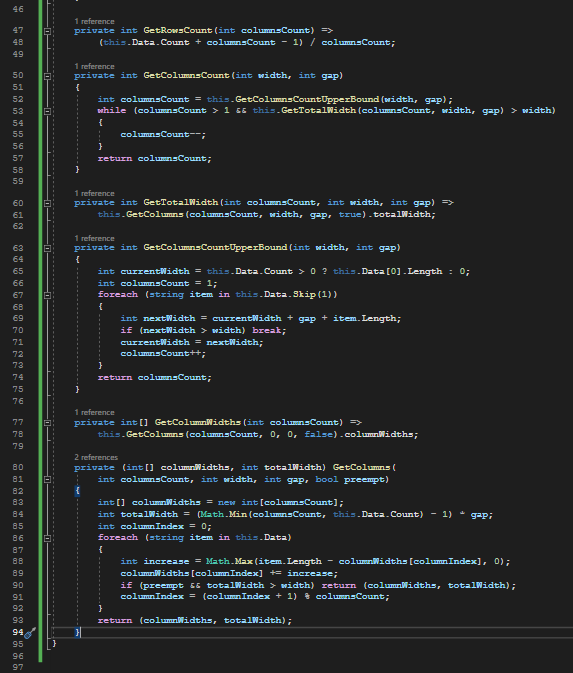 46
1 reference
47 private int GetRowsCount(int columnsCount) =>
48 (this.Data.Count + columnsCount - 1) / columnsCount;
49
1 reference
50 private int GetColumnsCount(int width, int gap)
51 {
52 int columnsCount = this.GetColumnsCountUpperBound(width, gap);
53 while (columnsCount > 1 && this.GetTotalWidth(columnsCount, width, gap) > width)
54 {
55 columnsCount--;
56 }
57 return columnsCount;
58 }
59
1 reference
60 private int GetTotalWidth(int columnsCount, int width, int gap) =>
61 this.GetColumns(columnsCount, width, gap, true).totalWidth;
62
1 reference
63 private int GetColumnsCountUpperBound(int width, int gap)
64 {
65 int currentWidth = this.Data.Count > 0 ? this.Data[0].Length : 0;
66 int columnsCount = 1;
67 foreach (string item in this.Data.Skip(1))
68 {
69 int nextWidth = currentWidth + gap + item.Length;
70 if (nextWidth > width) break;
71 currentWidth = nextWidth;
72 columnsCount++;
73 }
74 return columnsCount;
75 }
76
1 reference
77 private int[] GetColumnWidths(int columnsCount) =>
78 this.GetColumns(columnsCount, 0, 0, false).columnWidths;
79
2 references
80 private (int[] columnWidths, int totalWidth) GetColumns(
81 int columnsCount, int width, int gap, bool preempt)
82 {
83 int[] columnWidths = new int[columnsCount];
84 int totalWidth = (Math.Min(columnsCount, this.Data.Count) - 1) * gap;
85 int columnIndex = 0;
86 foreach (string item in this.Data)
87 {
88 int increase = Math.Max(item.Length - columnWidths[columnIndex], 0);
89 columnWidths[columnIndex] += increase;
90 if (preempt && totalWidth > width) return (columnWidths, totalWidth);
91 columnIndex = (columnIndex + 1) % columnsCount;
92 }
93 return (columnWidths, totalWidth);
94 }
95 }
96
97